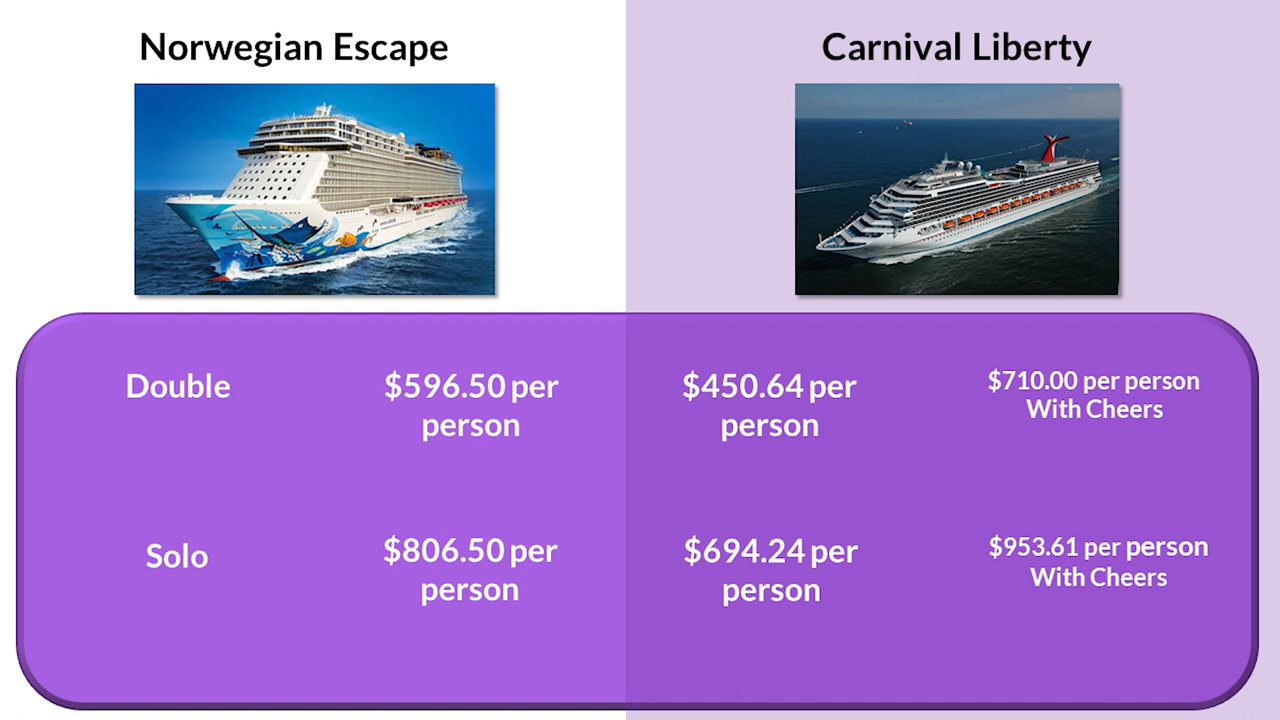 Norwegian Escape
Carnival Liberty
Double
$596.50 per
person
$450.64 per
person
$710.00 per person
With Cheers
Solo
$806.50 per
person
$694.24 per
person
$953.61 per person
With Cheers